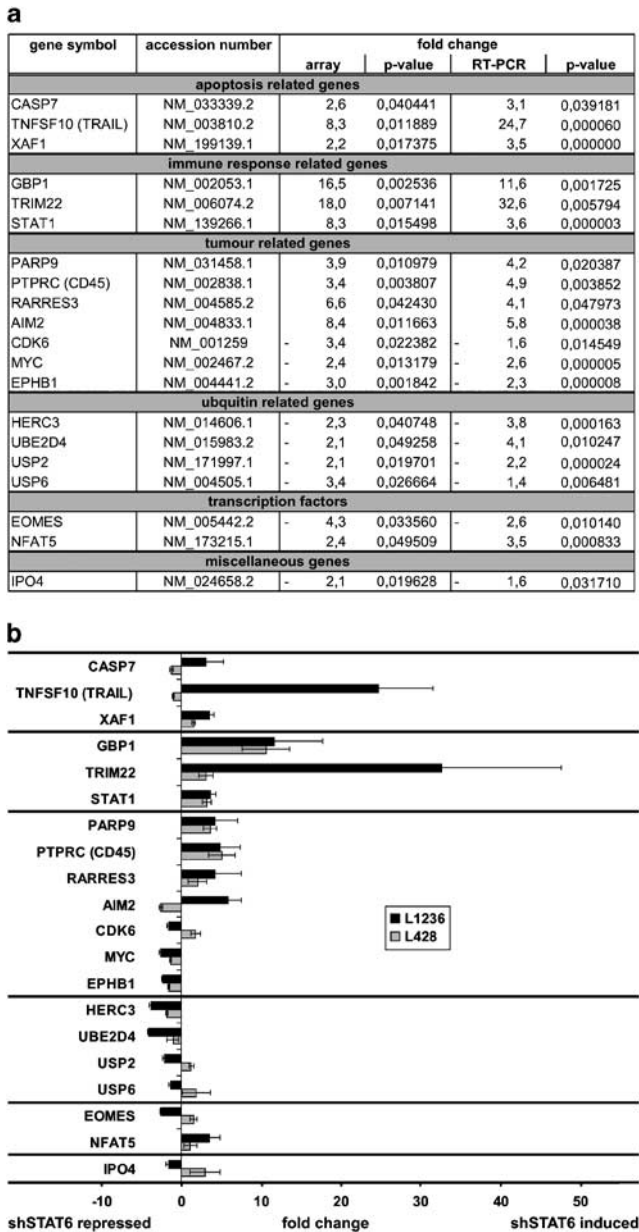 a
gene symbol accession number fold change
array p-value RT-PCR p-value
apoptosis related genes
CASP7 NM_033339.2 2,6 0,040441 3,1 0,039181
TNFSF10 (TRAIL) NM_003810.2 8,3 0,011889 24,7 0,000060
XAF1 NM_199139.1 2,2 0,017375 3,5 0,000000
immune response related genes
GBP1 NM_002053.1 16,5 0,002536 11,6 0,001725
TRIM22 NM_006074.2 18,0 0,007141 32,6 0,005794
STAT1 NM_139266.1 8,3 0,015498 3,6 0,000003
tumour related genes
PARP9 NM_031458.1 3,9 0,010979 4,2 0,020387
PTPRC (CD45) NM_002838.1 3,4 0,003807 4,9 0,003852
RARRES3 NM_004585.2 6,6 0,042430 4,1 0,047973
AIM2 NM_004833.1 8,4 0,011663 5,8 0,000038
CDK6 NM_001259 - 3,4 0,022382 - 1,6 0,014549
MYC NM_002467.2 - 2,4 0,013179 - 2,6 0,000005
EPHB1 NM_004441.2 - 3,0 0,001842 - 2,3 0,000008
ubquitin related genes
HERC3 NM_014606.1 - 2,3 0,040748 - 3,8 0,000163
UBE2D4 NM_015983.2 - 2,1 0,049258 - 4,1 0,010247
USP2 NM_171997.1 - 2,1 0,019701 - 2,2 0,000024
USP6 NM_004505.1 - 3,4 0,026664 - 1,4 0,006481
transcription factors
EOMES NM_005442.2 - 4,3 0,033560 - 2,6 0,010140
NFAT5 NM_173215.1 2,4 0,049509 3,5 0,000833
miscellaneous genes
IPO4 NM_024658.2 - 2,1 0,019628 - 1,6 0,031710
b
CASP7
TNFSF10 (TRAIL)
XAF1
GBP1
TRIM22
STAT1
PARP9
PTPRC (CD45)
RARRES3
AIM2
CDK6
MYC
EPHB1
HERC3
UBE2D4
USP2
USP6
EOMES
NFAT5
IPO4
L1236
L428
-10 0 10 20 30 40 50
shSTAT6 repressed fold change shSTAT6 induced